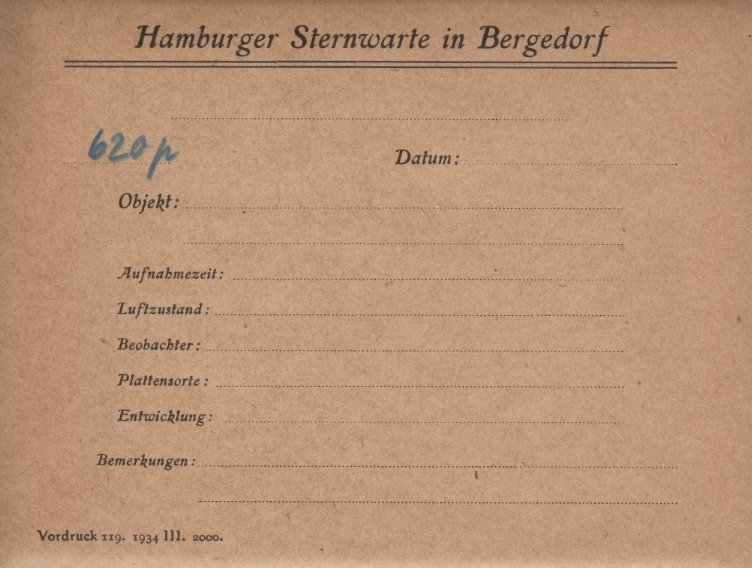 Hamburger Sternwarte in Bergedorf
620 p Datum:
Objekt:
Aufnahmezeit:
Luftzustand:
Beobachter:
Plattensorte:
Entwicklung:
Bemerkungen:
Vordruck 119. 1934 III. 2000.